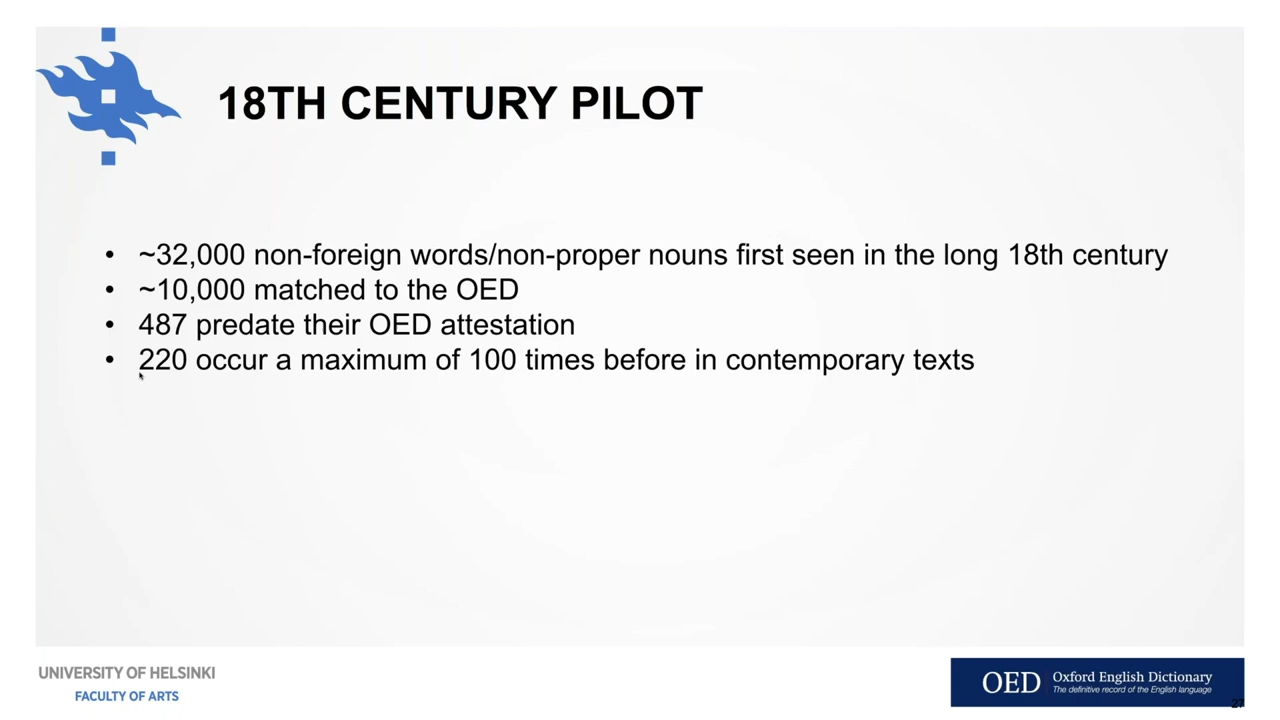 18TH CENTURY PILOT
• ~32,000 non-foreign words/non-proper nouns first seen in the long 18th century
• ~10,000 matched to the OED
• 487 predate their OED attestation
• 220 occur a maximum of 100 times before in contemporary texts
UNIVERSITY OF HELSINKI
FACULTY OF ARTS
OED Oxford English Dictionary
The definitive record of the English language
27